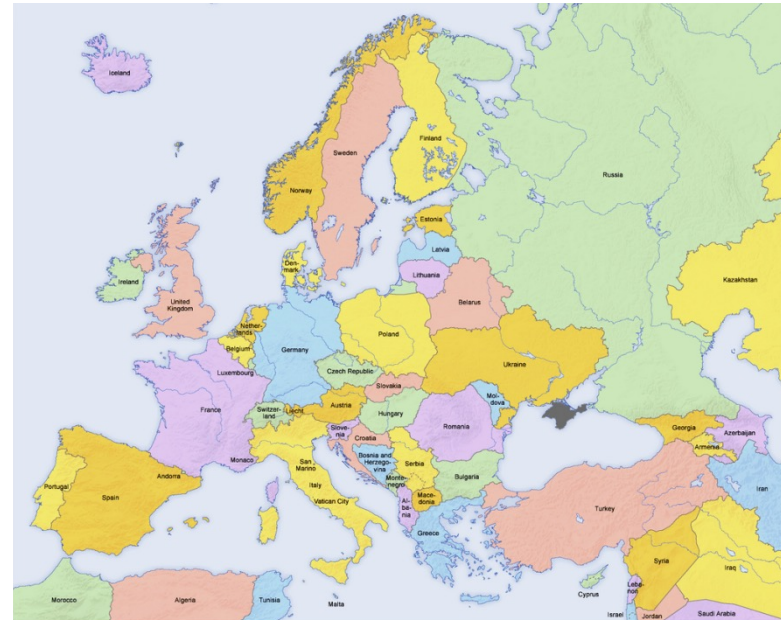 Iceland
Finland
Sweden
Russia
Norway
Estonia
Latvia
Den-
mark
Lithuania
Kazakhstan
Ireland
United
Kingdom
Belarus
Nether-
lands
Poland
Belgium
Germany
Ukraine
Luxembourg
Czech Republic
Slovakia
Mol-
dova
France
Switzer-
land
Liecht.
Austria
Hungary
Slove-
nia
Romania
Croatia
Georgia
Azerbaijan
Monaco
San
Marino
Bosnia and
Herzego-
vina
Serbia
Armenia
Andorra
Italy
Monte-
negro
Bulgaria
Iran
Portugal
Spain
Vatican City
Al-
ba-
nia
Mace-
donia
Turkey
Greece
Syria
Iraq
Cyprus
Leba-
non
Morocco
Algeria
Tunisia
Malta
Israel
Jordan
Saudi Arabia